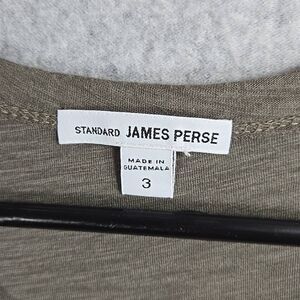 STANDARD JAMES PERSE
MADE IN
GUATEMALA
3